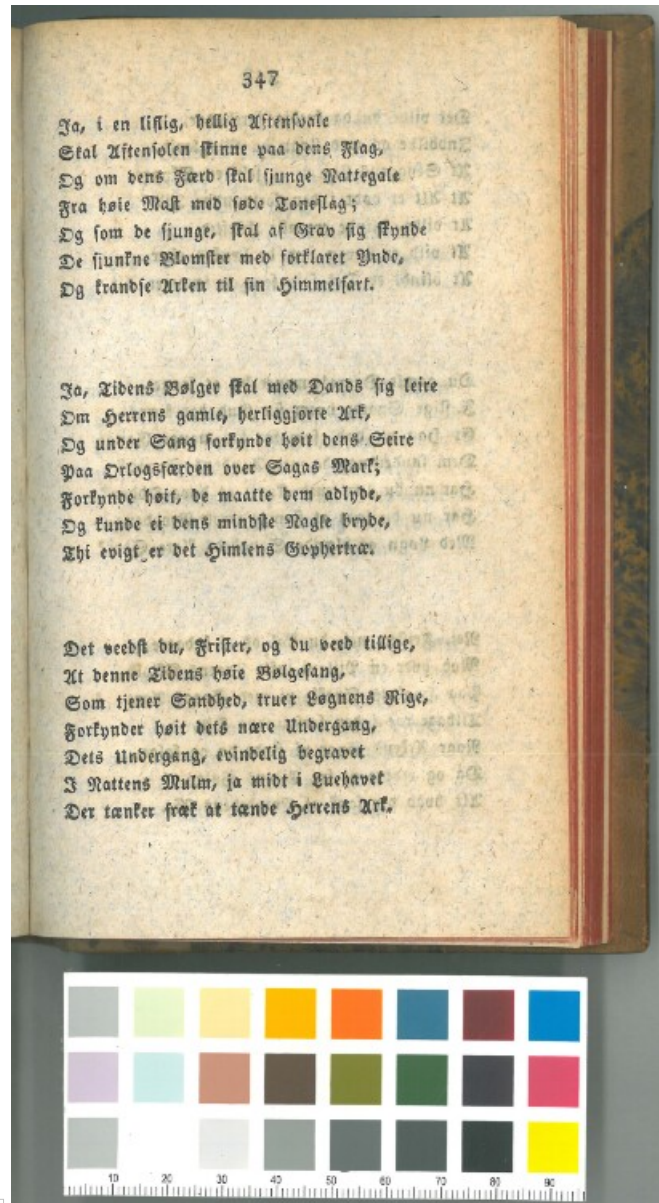 347
Ja, i en liflig, hellig Aftensvale
Skal Aftensolen skinne paa dens Flag,
Og om dens Færd skal sjunge Nattegale
Fra høie Mast med søde Toneslag;
Og som de sjunge, skal af Grav sig skynde
De sjunkne Blomster med forklaret Ynde,
Og krandse Arken til sin Himmelfart.
Ja, Tidens Bølger skal med Dands sig leire
Om Herrens gamle, herliggjorte Ark,
Og under Sang forkynde høit dens Seire
Paa Orlogsfærden over Sagas Mark;
Forkynde høit, de maatte dem adlyde,
Og kunde ei dens mindste Nagle bryde,
Thi evigt er det Himlens Gophertræ.
Det veedst du, Frister, og du veed tillige,
At denne Tidens høie Bølgesang,
Som tjener Sandhed, truer Løgnens Rige,
Forkynder høit dets nære Undergang,
Dets Undergang, evindelig begravet
I Nattens Mulm, ja midt i Luehavet
Der tænker fræk at tænde Herrens Ark.
10 20 30 40 50 60 70 80 90